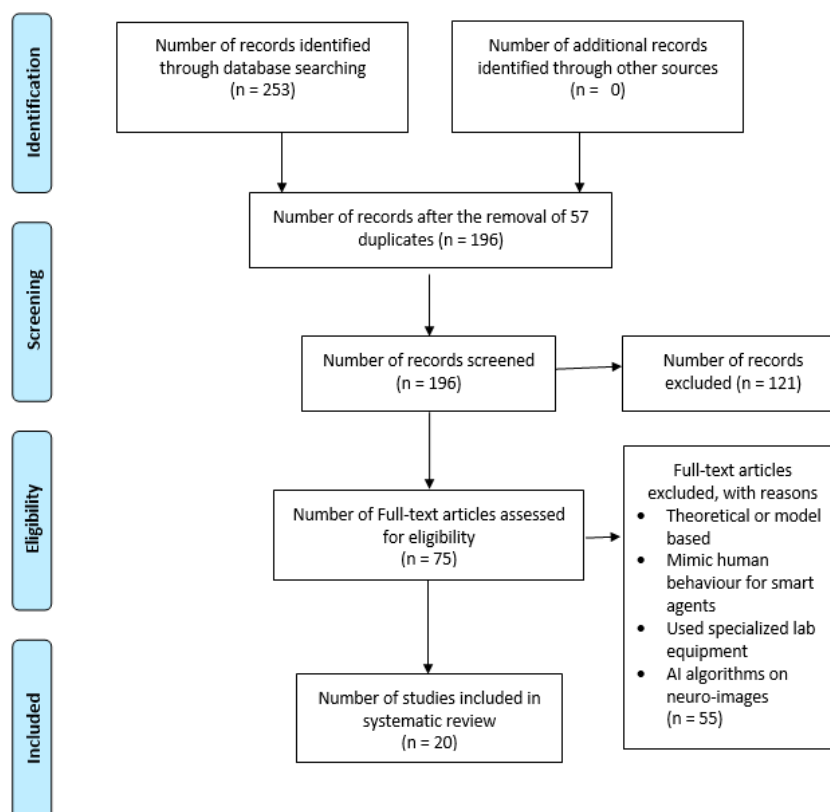 Identification
Number of records identified
through database searching
(n = 253)
Number of additional records
identified through other sources
(n =   0)
Number of records after the removal of 57
duplicates (n = 196)
Screening
Number of records screened
(n = 196)
Number of records
excluded (n = 121)
Eligibility
Number of Full-text articles assessed
for eligibility
(n = 75)
Full-text articles
excluded, with reasons
• Theoretical or model
based
• Mimic human
behaviour for smart
agents
• Used specialized lab
equipment
• AI algorithms on
neuro-images
(n = 55)
Included
Number of studies included in
systematic review
(n = 20)